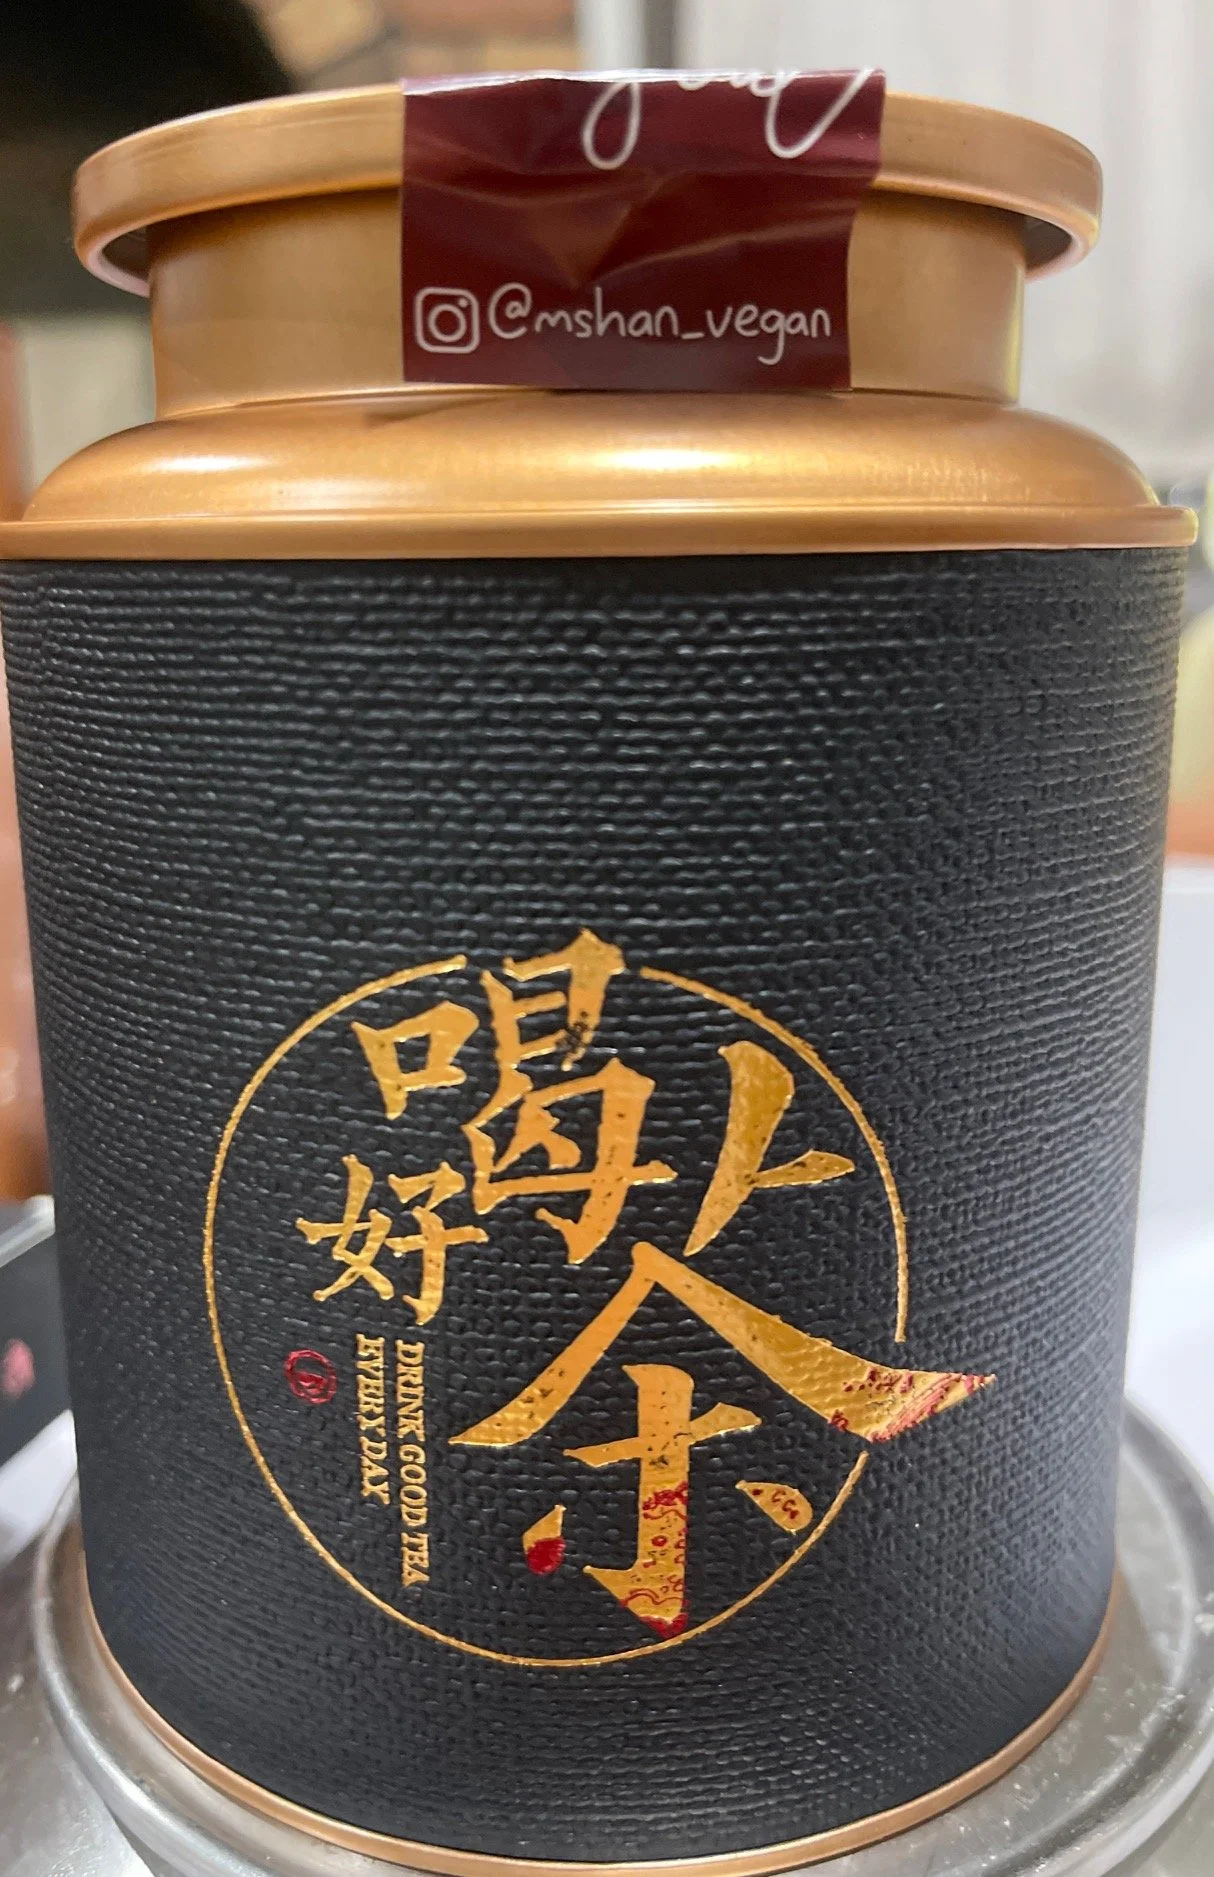 @mshan_vegan
喝
好
茶
DRINK GOOD TEA
EVERY DAY